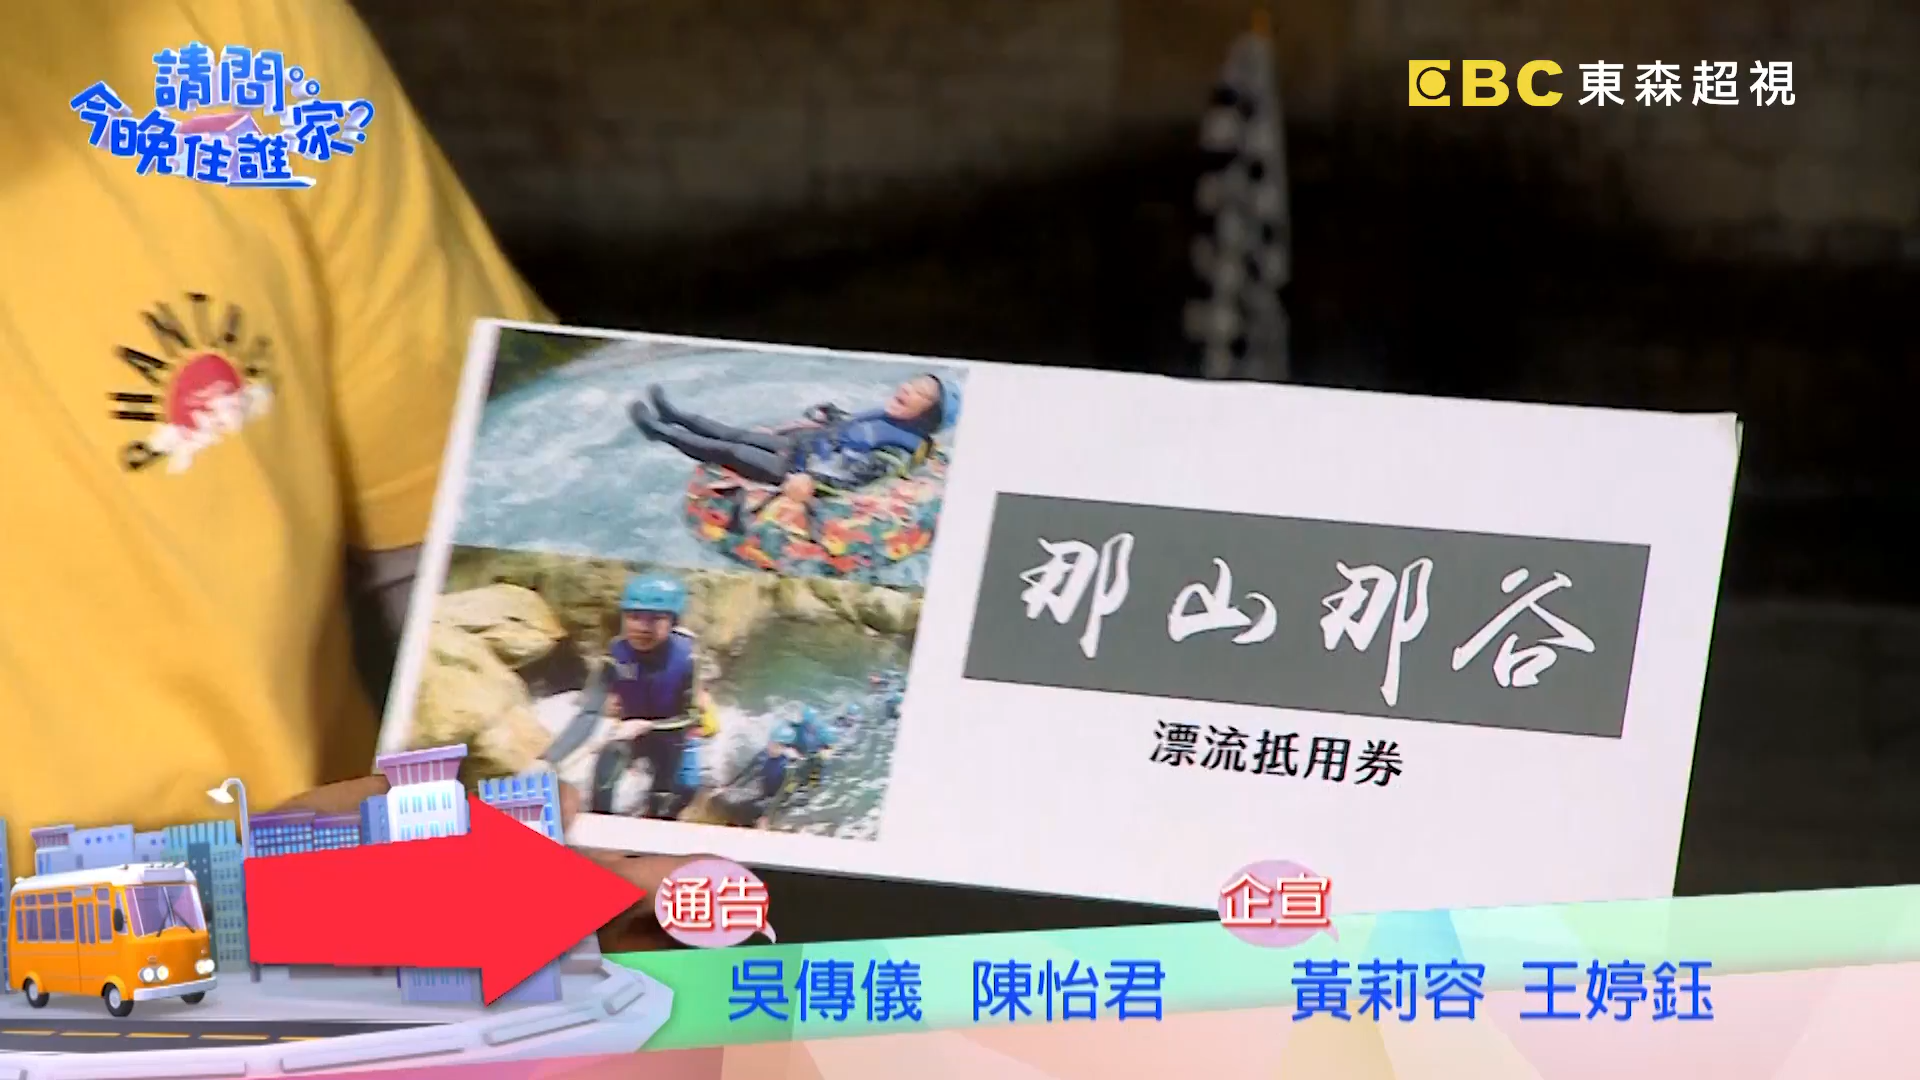 請問
今晚住誰家?
EBC 東森超視
PHANTAC
那山那谷
漂流抵用券
通告
企宣
吳傳儀 陳怡君
黃莉容 王婷鈺